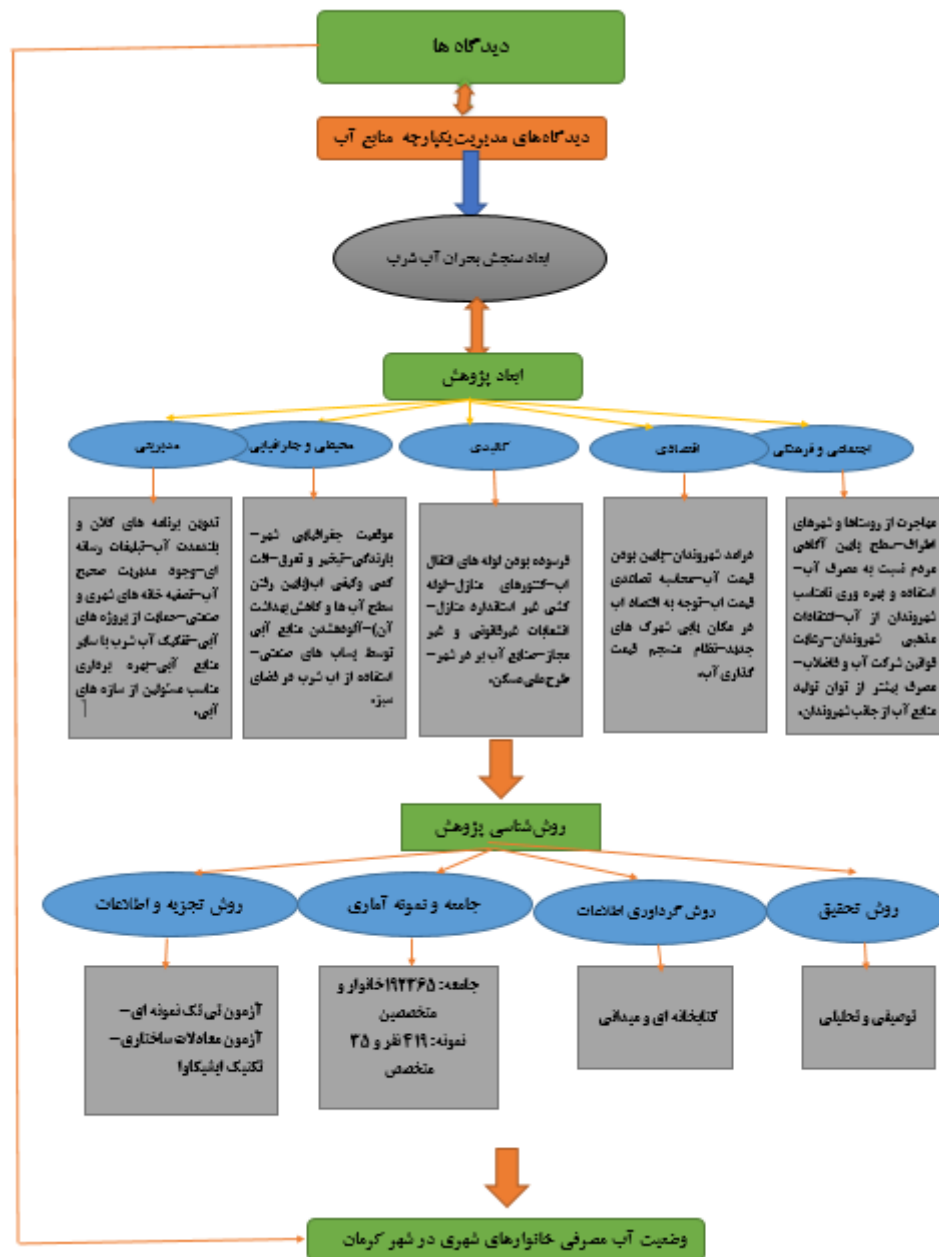 دیدگاه ها
دیدگاه‌های مدیریت یکپارچه منابع آب
ابعاد سنجش بحران آب شرب
ابعاد پژوهش
اجتماعی و فرهنگی
اقتصادی
کالبدی
محیطی و جغرافیایی
مدیریتی
مهاجرت از روستاها و شهرهای
اطراف-سطح پایین آگاهی
مردم نسبت به مصرف آب-
استفاده و بهره وری نامناسب
شهروندان از آب-اعتقادات
مذهبی شهروندان-رعایت
قوانین شرکت آب و فاضلاب-
مصرف بیشتر از توان تولید
منابع آب از جانب شهروندان.
درامد شهروندان-پایین بودن
قیمت آب-محاسبه تصاعدی
قیمت اب-توجه به اقتصاد اب
در مکان یابی شهرک های
جدید-نظام منسجم قیمت
گذاری آب.
فرسوده بودن لوله های انتقال
اب-کنتورهای منازل-لوله
کشی غیر استاندارد منازل-
انشعابات غیرقانونی و غیر
مجاز-صنایع آب بر در شهر-
طرح ملی مسکن.
موقعیت جغرافیایی شهر-
بارندگی-تبخیر و تعرق-افت
کمی وکیفی اب(پایین رفتن
سطح آب ها و کاهش بهداشت
آن)-آلوده‌شدن منابع آبی
توسط پساب های صنعتی-
استفاده از اب شرب در فضای
سبز.
تدوین برنامه های کلان و
بلندمدت آب-تبلیغات رسانه
ای-وجود مدیریت صحیح
آب-تصفیه خانه های شهری و
صنعتی-حمایت از پروژه های
آبی-تفکیک آب شرب با سایر
منابع آبی-بهره برداری
مناسب مسئولین از سازه های
آبی.
روش‌شناسی پژوهش
روش تحقیق
روش گرداوری اطلاعات
جامعه و نمونه آماری
روش تجزیه و اطلاعات
توصیفی و تحلیلی
کتابخانه ای و میدانی
جامعه: ۱۹۲۳۶۵خانوار و
متخصصین
نمونه: ۴۱۹ نفر و ۳۵
متخصص
آزمون تی تک نمونه ای-
آزمون معادلات ساختاری-
تکنیک ایشیکاوا
وضعیت آب مصرفی خانوارهای شهری در شهر کرمان